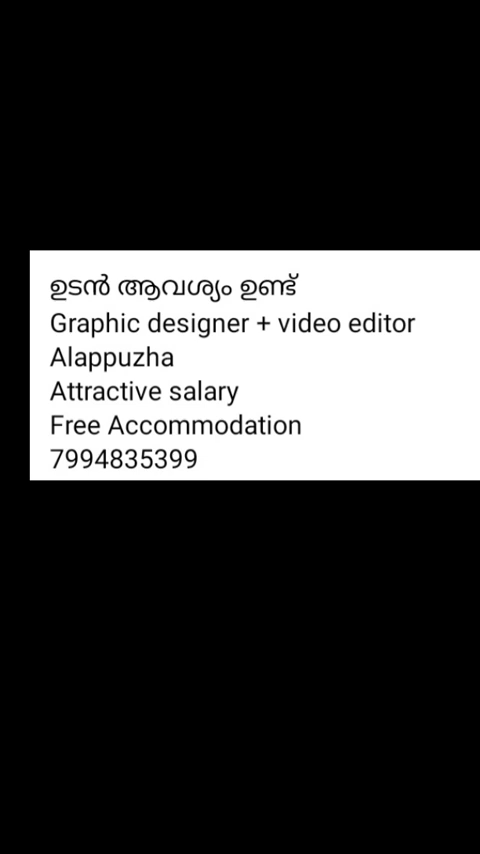 ഉടൻ ആവശ്യം ഉണ്ട്
Graphic designer + video editor
Alappuzha
Attractive salary
Free Accommodation
7994835399